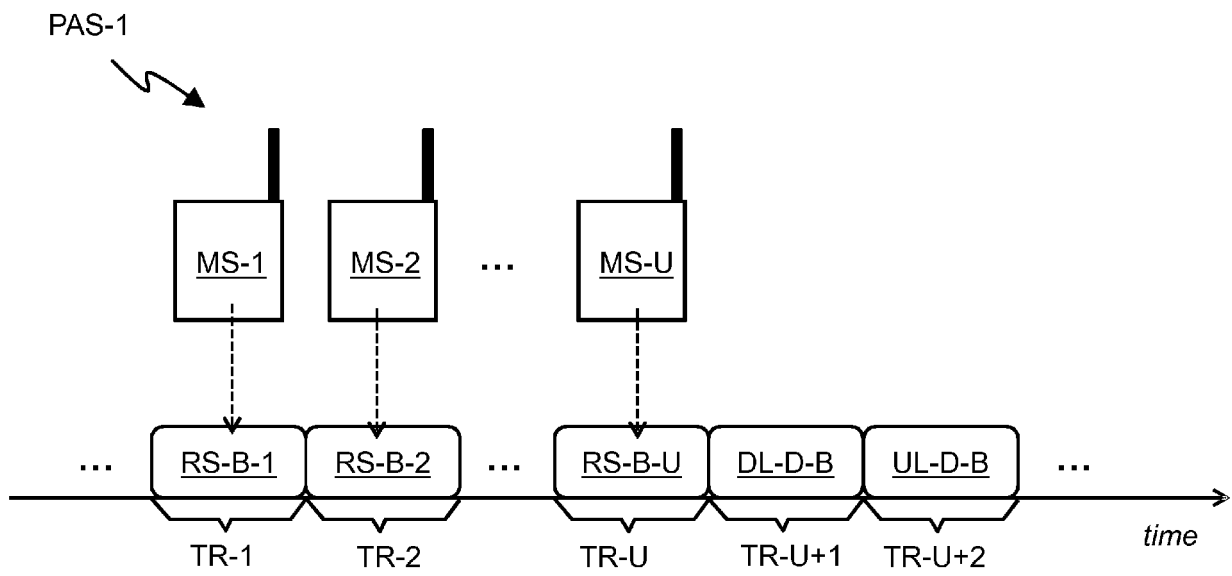 PAS-1
MS-1 MS-2 ... MS-U
... RS-B-1 RS-B-2 ... RS-B-U DL-D-B UL-D-B ...
time
TR-1 TR-2 TR-U TR-U+1 TR-U+2